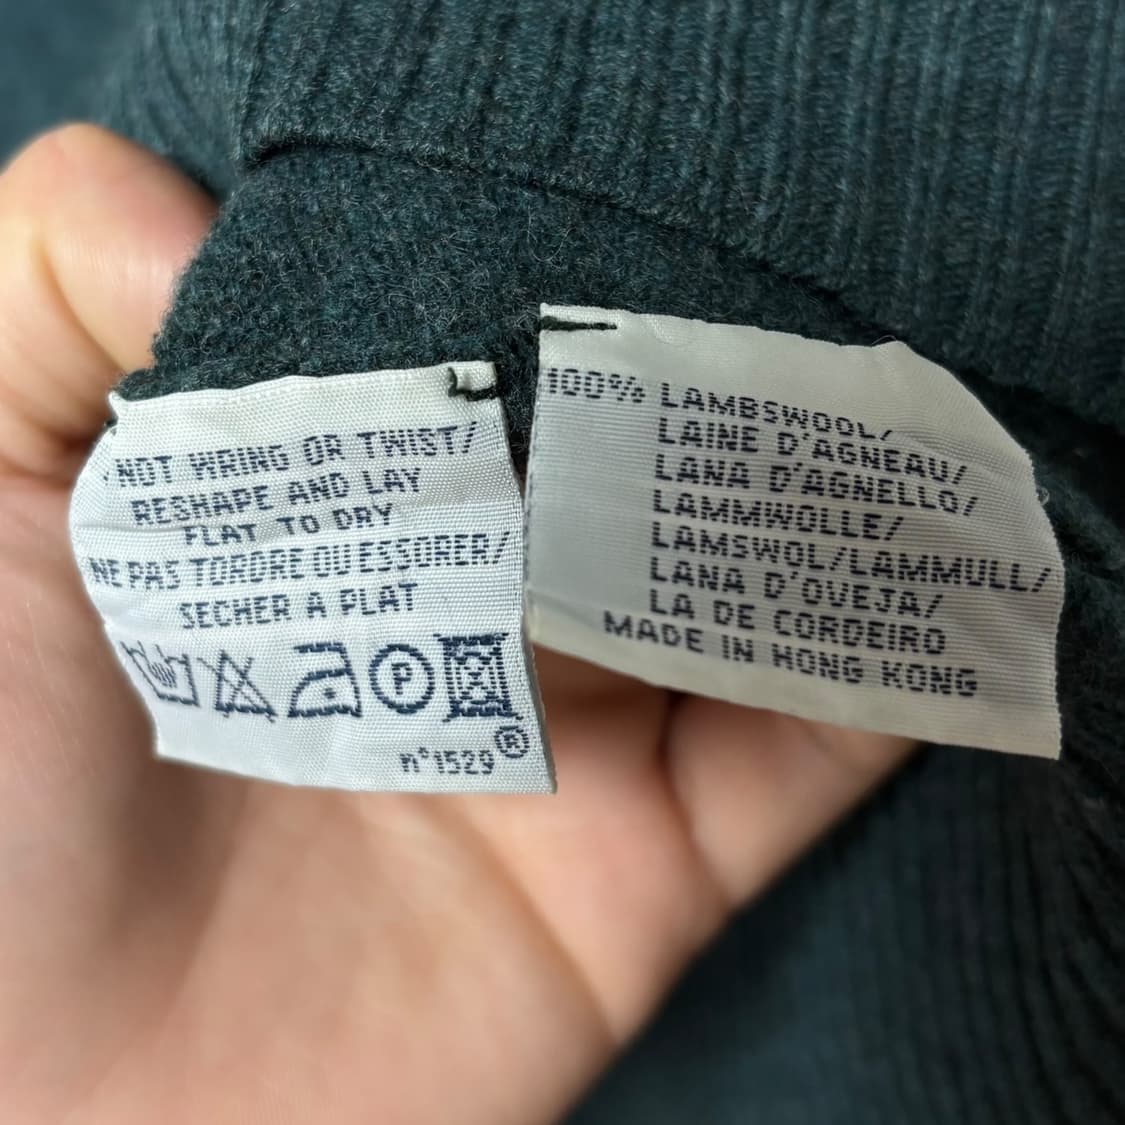 NOT WRING OR TWIST/
RESHAPE AND LAY
FLAT TO DRY
NE PAS TORDRE OU ESSORER/
SECHER A PLAT
P
n°1529®
100% LAMBSWOOL/
LAINE D'AGNEAU/
LANA D'AGNELLO/
LAMMWOLLE/
LAMSWOL/LAMMULL/
LANA D'OVEJA/
LA DE CORDEIRO
MADE IN HONG KONG